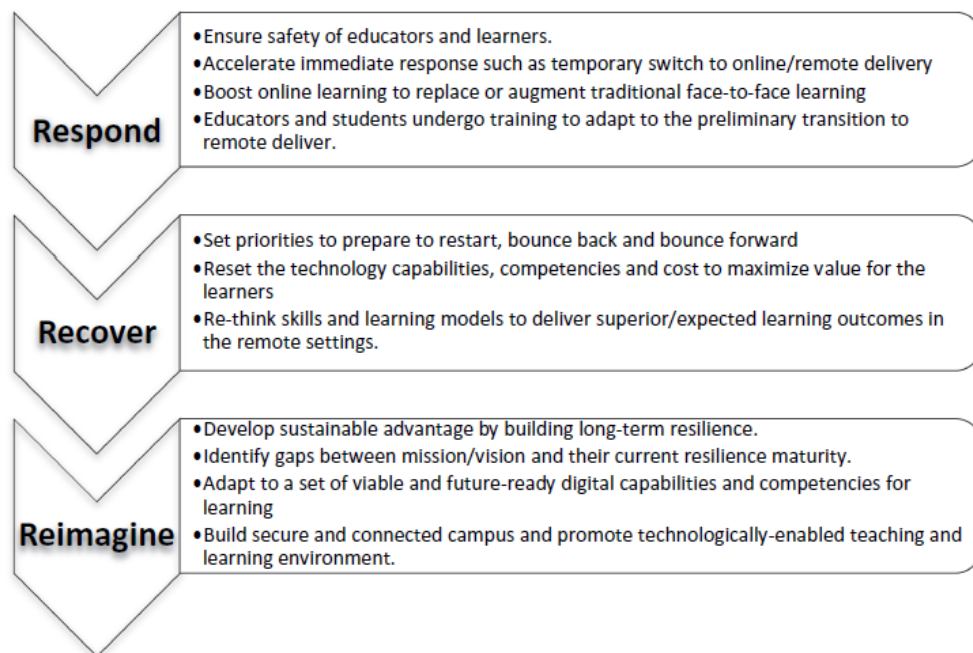 Respond
•Ensure safety of educators and learners.
•Accelerate immediate response such as temporary switch to online/remote delivery
•Boost online learning to replace or augment traditional face-to-face learning
•Educators and students undergo training to adapt to the preliminary transition to
remote deliver.
Recover
•Set priorities to prepare to restart, bounce back and bounce forward
•Reset the technology capabilities, competencies and cost to maximize value for the
learners
•Re-think skills and learning models to deliver superior/expected learning outcomes in
the remote settings.
Reimagine
•Develop sustainable advantage by building long-term resilience.
•Identify gaps between mission/vision and their current resilience maturity.
•Adapt to a set of viable and future-ready digital capabilities and competencies for
learning
•Build secure and connected campus and promote technologically-enabled teaching and
learning environment.